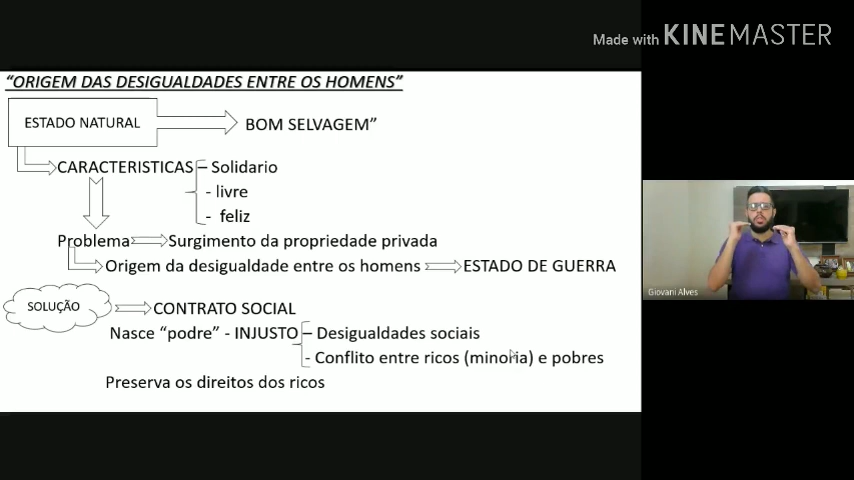 Made with KINEMASTER
“ORIGEM DAS DESIGUALDADES ENTRE OS HOMENS”
ESTADO NATURAL
BOM SELVAGEM”
CARACTERISTICAS – Solidario
- livre
- feliz
Problema
Surgimento da propriedade privada
Origem da desigualdade entre os homens
ESTADO DE GUERRA
SOLUÇÃO
CONTRATO SOCIAL
Nasce “podre” - INJUSTO – Desigualdades sociais
- Conflito entre ricos (minoria) e pobres
Preserva os direitos dos ricos
Giovani Alves